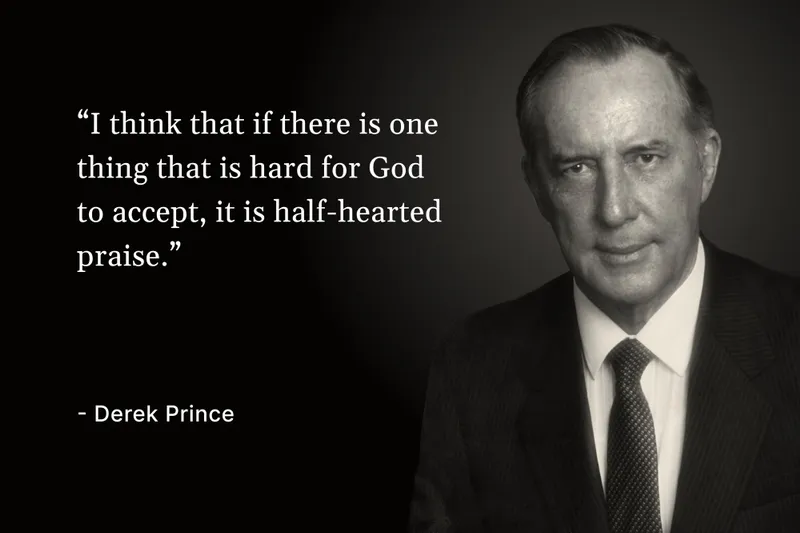 “I think that if there is one
thing that is hard for God
to accept, it is half-hearted
praise.”
- Derek Prince